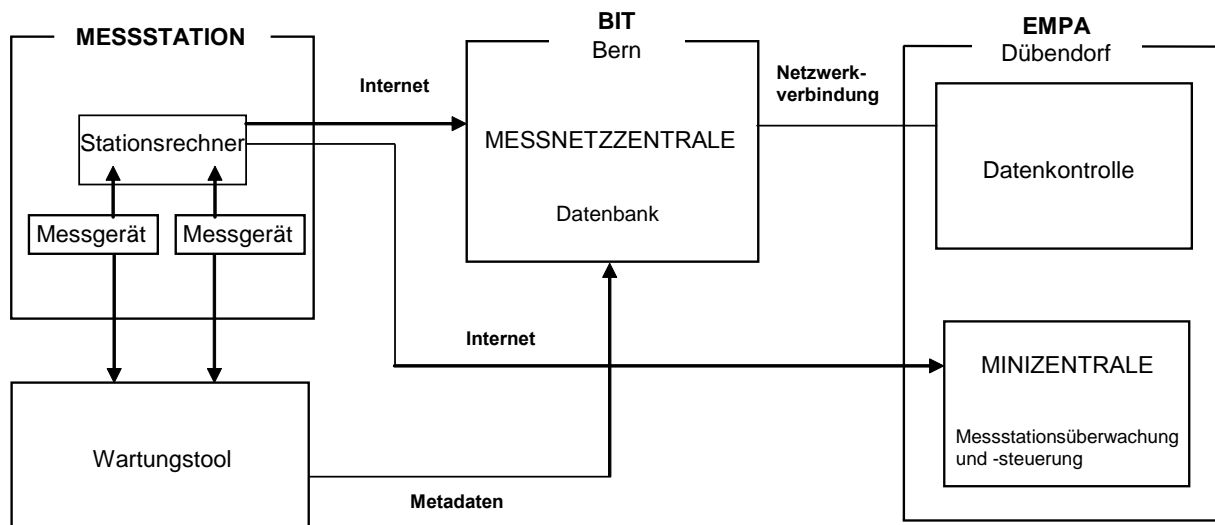 MESSSTATION
Stationsrechner
Messgerät
Messgerät
Wartungstool
Internet
BIT
Bern
MESSNETZZENTRALE
Datenbank
Netzwerk-
verbindung
EMPA
Dübendorf
Datenkontrolle
Internet
MINIZENTRALE
Messstationsüberwachung
und -steuerung
Metadaten